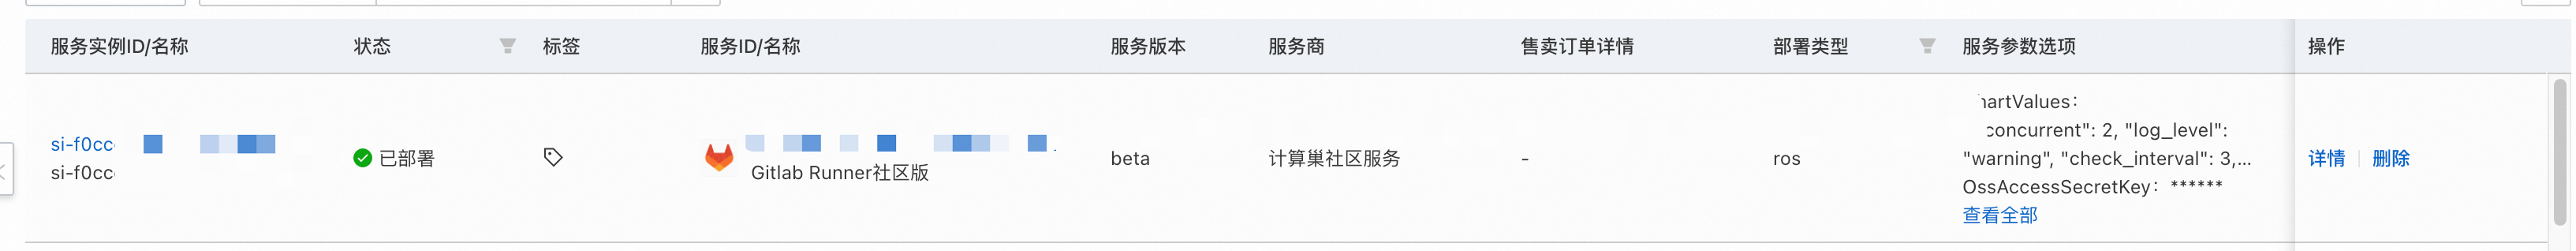 服务实例ID/名称 状态 标签 服务ID/名称 服务版本 服务商 售卖订单详情 部署类型 服务参数选项 操作
si-f0cc
si-f0cc
已部署
Gitlab Runner社区版
beta
计算巢社区服务
-
ros
hartValues：
concurrent": 2, "log_level":
"warning", "check_interval": 3,...
OssAccessSecretKey：******
查看全部
详情 删除